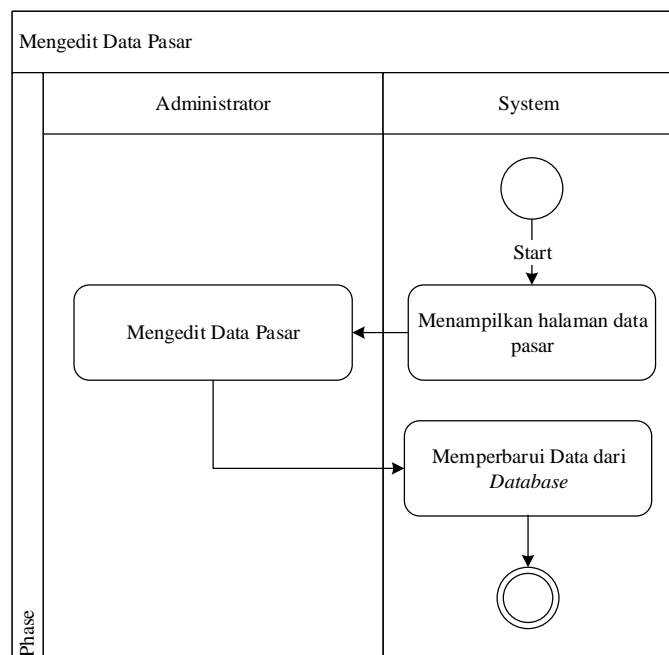 Mengedit Data Pasar
Administrator
System
Start
Menampilkan halaman data
pasar
Mengedit Data Pasar
Memperbarui Data dari
Database
Phase